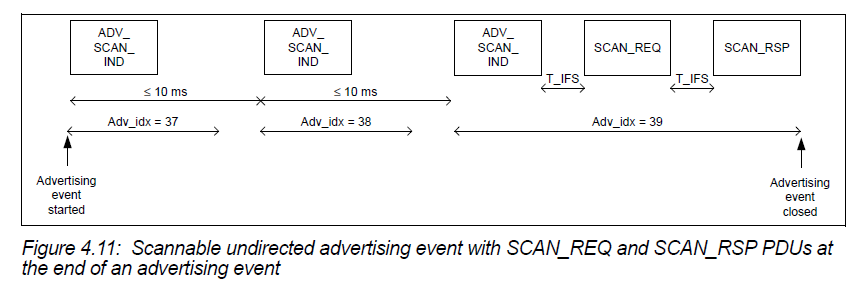 ADV_
SCAN_
IND
ADV_
SCAN_
IND
ADV_
SCAN_
IND
SCAN_REQ
SCAN_RSP
T_IFS
T_IFS
≤ 10 ms
≤ 10 ms
Adv_idx = 37
Adv_idx = 38
Adv_idx = 39
Advertising
event
started
Advertising
event
closed
Figure 4.11: Scannable undirected advertising event with SCAN_REQ and SCAN_RSP PDUs at
the end of an advertising event